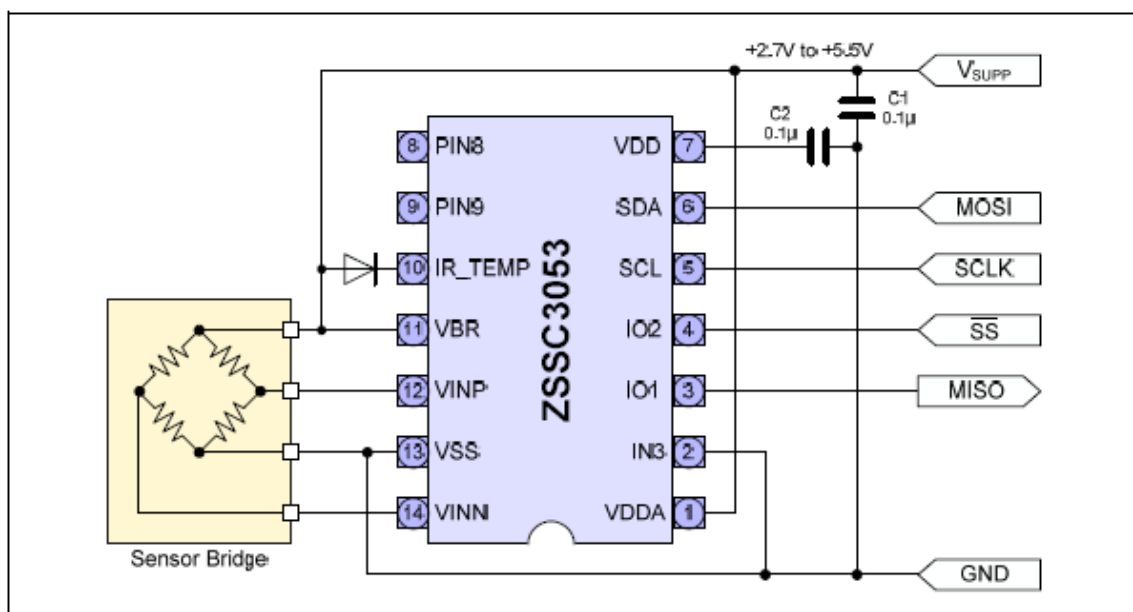 +2.7V to +5.5V
V_SUPP
C1
0.1µ
C2
0.1µ
8 PIN8
VDD 7
9 PIN9
SDA 6
MOSI
10 IR_TEMP
SCL 5
SCLK
11 VBR
IO2 4
SS
12 VINP
IO1 3
MISO
13 VSS
IN3 2
14 VINN
VDDA 1
ZSSC3053
Sensor Bridge
GND